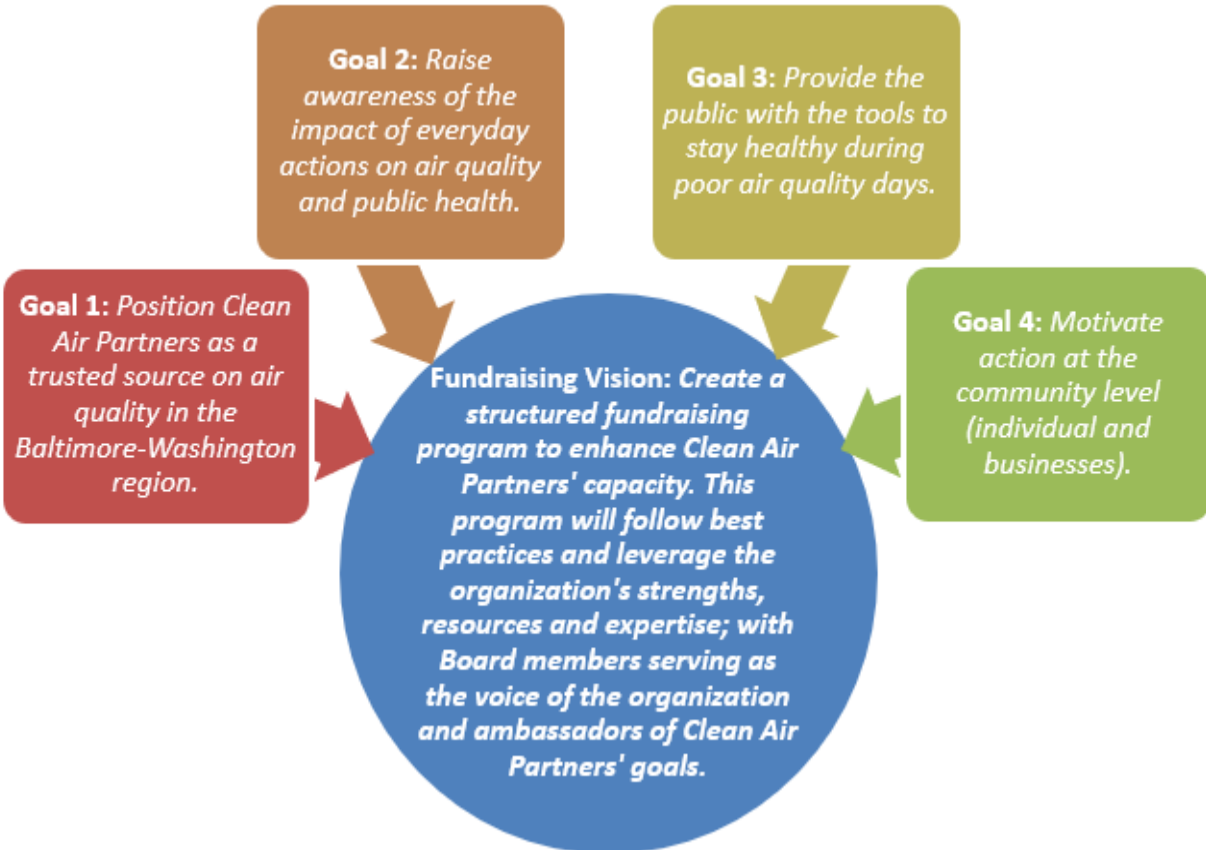 Goal 1: Position Clean
Air Partners as a
trusted source on air
quality in the
Baltimore-Washington
region.
Goal 2: Raise
awareness of the
impact of everyday
actions on air quality
and public health.
Goal 3: Provide the
public with the tools to
stay healthy during
poor air quality days.
Goal 4: Motivate
action at the
community level
(individual and
businesses).
Fundraising Vision: Create a
structured fundraising
program to enhance Clean Air
Partners' capacity. This
program will follow best
practices and leverage the
organization's strengths,
resources and expertise; with
Board members serving as
the voice of the organization
and ambassadors of Clean Air
Partners' goals.